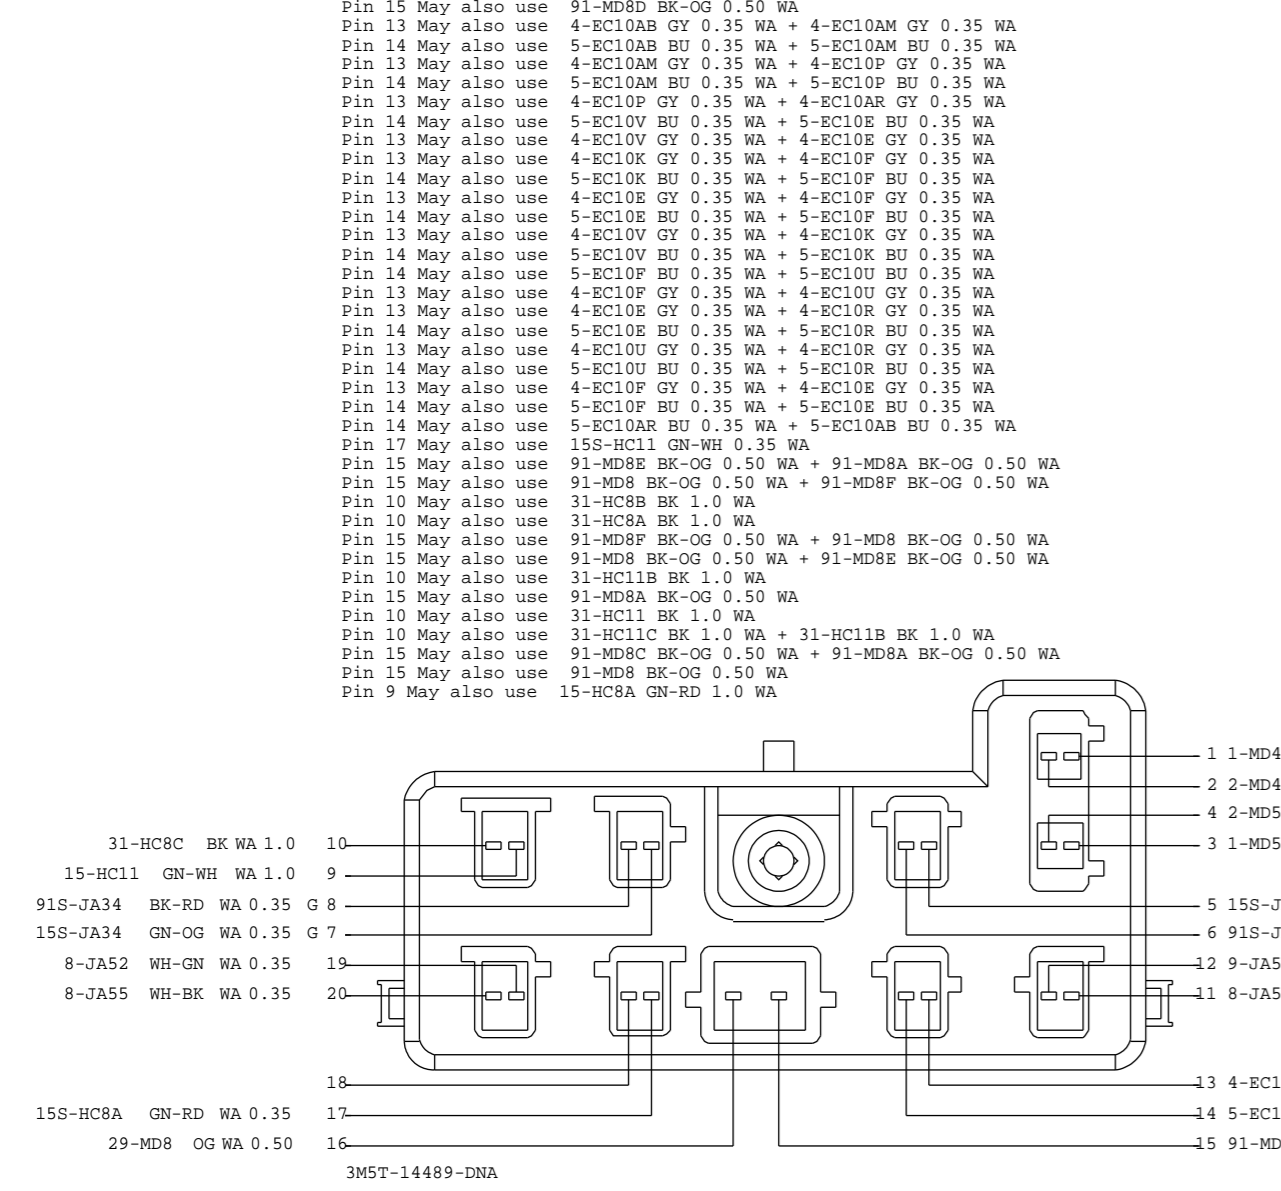 Pin 15 May also use  91-MD8D BK-OG 0.50 WA
Pin 13 May also use  4-EC10AB GY 0.35 WA + 4-EC10AM GY 0.35 WA
Pin 14 May also use  5-EC10AB BU 0.35 WA + 5-EC10AM BU 0.35 WA
Pin 13 May also use  4-EC10AM GY 0.35 WA + 4-EC10P GY 0.35 WA
Pin 14 May also use  5-EC10AM BU 0.35 WA + 5-EC10P BU 0.35 WA
Pin 13 May also use  4-EC10P GY 0.35 WA + 4-EC10AR GY 0.35 WA
Pin 14 May also use  5-EC10V BU 0.35 WA + 5-EC10E BU 0.35 WA
Pin 13 May also use  4-EC10V GY 0.35 WA + 4-EC10E GY 0.35 WA
Pin 13 May also use  4-EC10K GY 0.35 WA + 4-EC10F GY 0.35 WA
Pin 14 May also use  5-EC10K BU 0.35 WA + 5-EC10F BU 0.35 WA
Pin 13 May also use  4-EC10E GY 0.35 WA + 4-EC10F GY 0.35 WA
Pin 14 May also use  5-EC10E BU 0.35 WA + 5-EC10F BU 0.35 WA
Pin 13 May also use  4-EC10V GY 0.35 WA + 4-EC10K GY 0.35 WA
Pin 14 May also use  5-EC10V BU 0.35 WA + 5-EC10K BU 0.35 WA
Pin 14 May also use  5-EC10F BU 0.35 WA + 5-EC10U BU 0.35 WA
Pin 13 May also use  4-EC10F GY 0.35 WA + 4-EC10U GY 0.35 WA
Pin 13 May also use  4-EC10E GY 0.35 WA + 4-EC10R GY 0.35 WA
Pin 14 May also use  5-EC10E BU 0.35 WA + 5-EC10R BU 0.35 WA
Pin 13 May also use  4-EC10U GY 0.35 WA + 4-EC10R GY 0.35 WA
Pin 14 May also use  5-EC10U BU 0.35 WA + 5-EC10R BU 0.35 WA
Pin 13 May also use  4-EC10F GY 0.35 WA + 4-EC10E GY 0.35 WA
Pin 14 May also use  5-EC10F BU 0.35 WA + 5-EC10E BU 0.35 WA
Pin 14 May also use  5-EC10AR BU 0.35 WA + 5-EC10AB BU 0.35 WA
Pin 17 May also use  15S-HC11 GN-WH 0.35 WA
Pin 15 May also use  91-MD8E BK-OG 0.50 WA + 91-MD8A BK-OG 0.50 WA
Pin 15 May also use  91-MD8 BK-OG 0.50 WA + 91-MD8F BK-OG 0.50 WA
Pin 10 May also use  31-HC8B BK 1.0 WA
Pin 10 May also use  31-HC8A BK 1.0 WA
Pin 15 May also use  91-MD8F BK-OG 0.50 WA + 91-MD8 BK-OG 0.50 WA
Pin 15 May also use  91-MD8 BK-OG 0.50 WA + 91-MD8E BK-OG 0.50 WA
Pin 10 May also use  31-HC11B BK 1.0 WA
Pin 15 May also use  91-MD8A BK-OG 0.50 WA
Pin 10 May also use  31-HC11 BK 1.0 WA
Pin 10 May also use  31-HC11C BK 1.0 WA + 31-HC11B BK 1.0 WA
Pin 15 May also use  91-MD8C BK-OG 0.50 WA + 91-MD8A BK-OG 0.50 WA
Pin 15 May also use  91-MD8 BK-OG 0.50 WA
Pin 9 May also use  15-HC8A GN-RD 1.0 WA
1 1-MD4
2 2-MD4
4 2-MD5
31-HC8C BK WA 1.0 10
3 1-MD5
15-HC11 GN-WH WA 1.0 9
91S-JA34 BK-RD WA 0.35 G 8
5 15S-J
15S-JA34 GN-OG WA 0.35 G 7
6 91S-J
8-JA52 WH-GN WA 0.35 19
12 9-JA5
8-JA55 WH-BK WA 0.35 20
11 8-JA5
18
13 4-EC1
15S-HC8A GN-RD WA 0.35 17
14 5-EC1
29-MD8 OG WA 0.50 16
15 91-MD
3M5T-14489-DNA